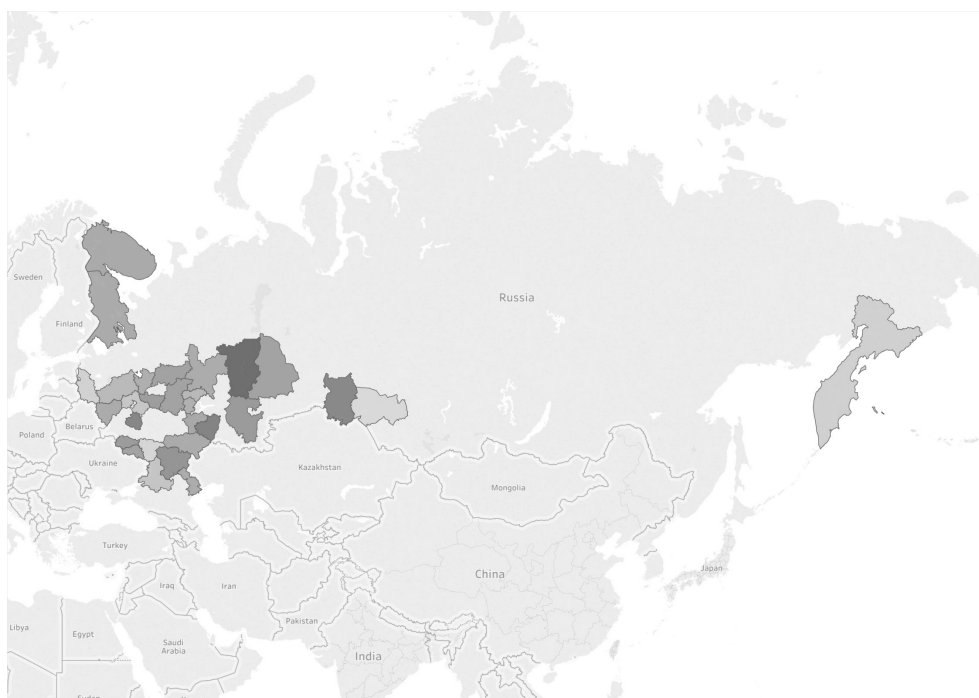 Sweden
Russia
Finland
Poland
Belarus
Ukraine
Kazakhstan
Mongolia
Turkey
China
Japan
Iraq
Iran
Pakistan
Libya
Egypt
Saudi
Arabia
India
Sudan